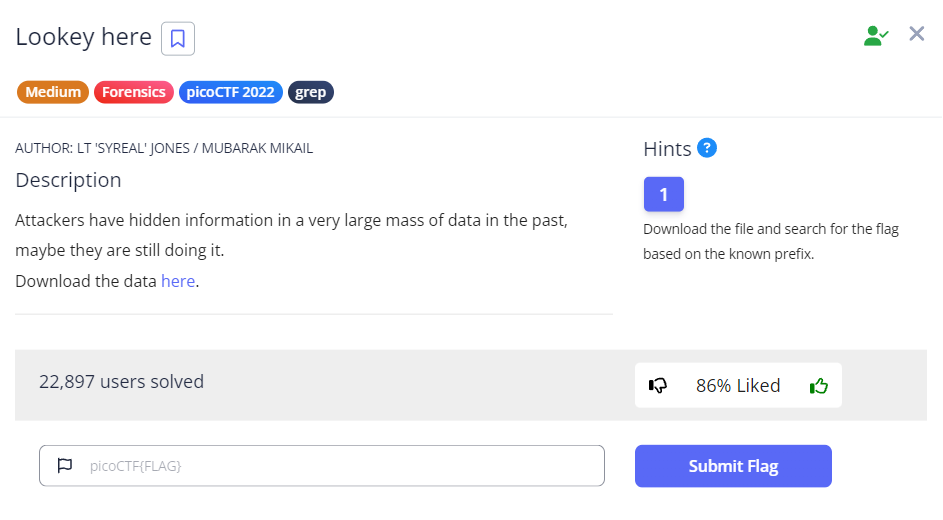 Lookey here
Medium Forensics picoCTF 2022 grep
AUTHOR: LT 'SYREAL' JONES / MUBARAK MIKAIL
Description
Attackers have hidden information in a very large mass of data in the past,
maybe they are still doing it.
Download the data here.
Hints ?
1
Download the file and search for the flag
based on the known prefix.
22,897 users solved
86% Liked
picoCTF{FLAG}
Submit Flag